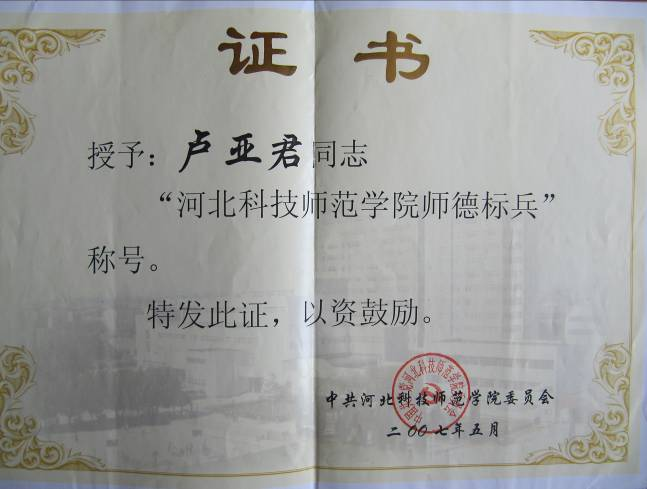 证书
授予：卢亚君同志
“河北科技师范学院师德标兵”
称号。
特发此证，以资鼓励。
中共河北科技师范学院委员会
二00七年五月